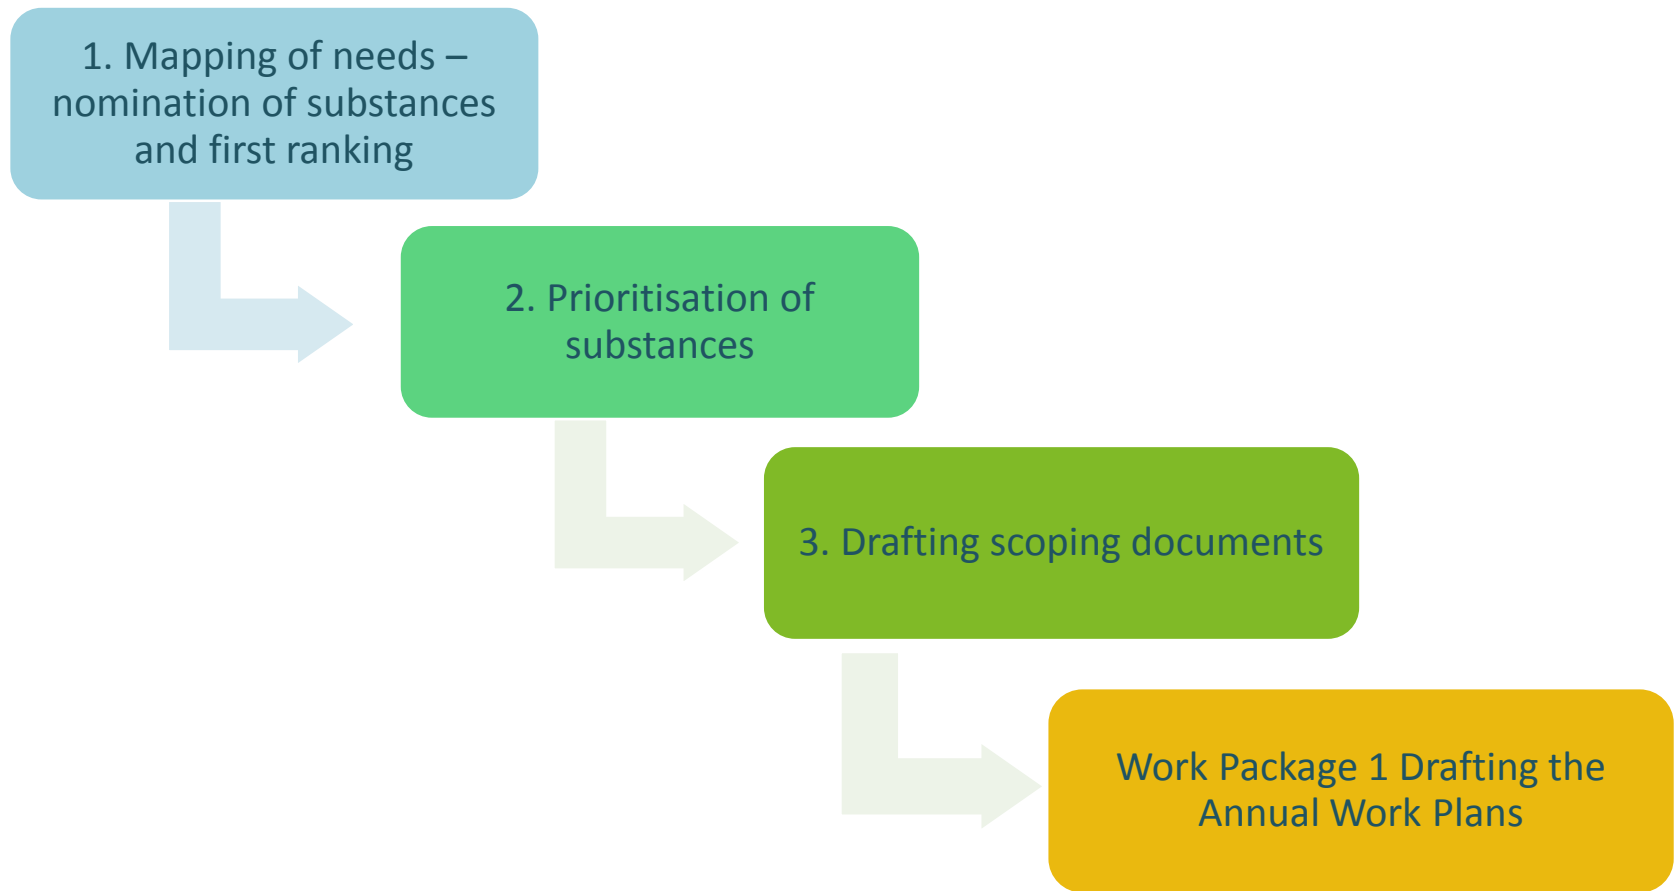 1. Mapping of needs –
nomination of substances
and first ranking
2. Prioritisation of
substances
3. Drafting scoping documents
Work Package 1 Drafting the
Annual Work Plans